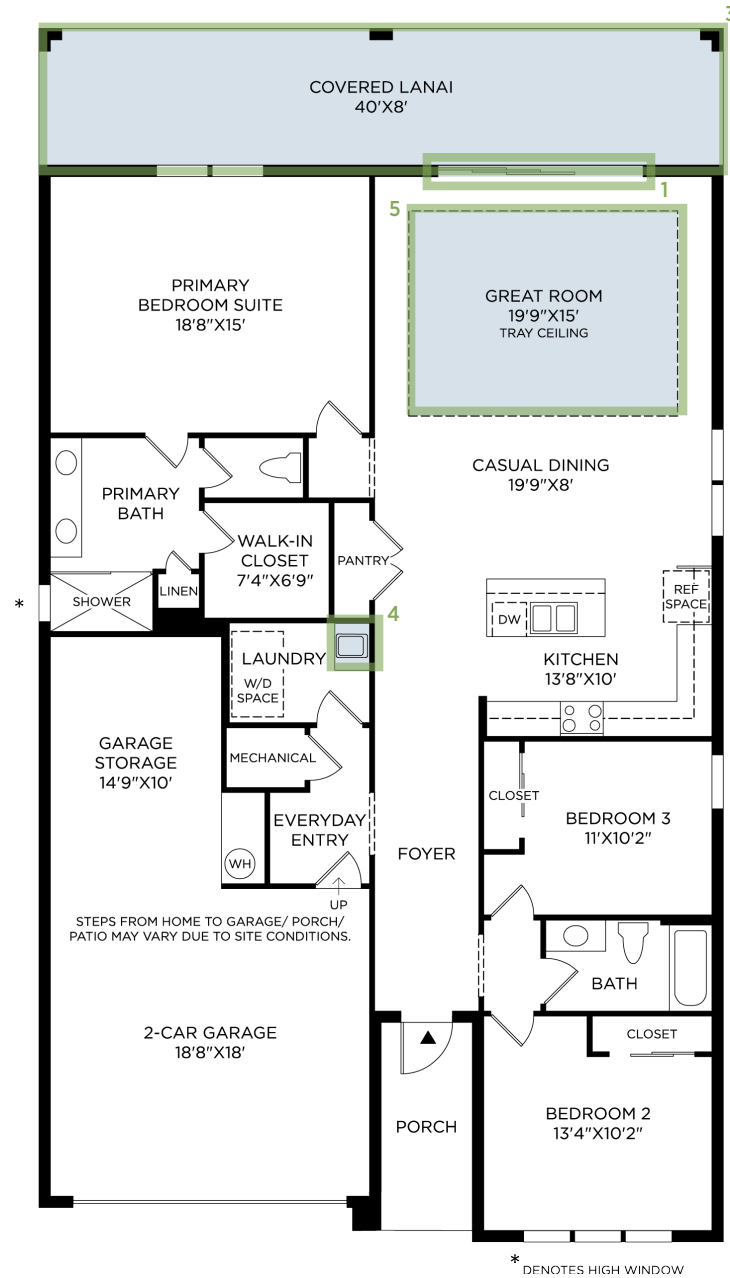 3
COVERED LANAI
40'X8'
1
5
PRIMARY
BEDROOM SUITE
18'8"X15'
GREAT ROOM
19'9"X15'
TRAY CEILING
CASUAL DINING
19'9"X8'
PRIMARY
BATH
WALK-IN
CLOSET
7'4"X6'9"
PANTRY
LINEN
SHOWER
*
REF
SPACE
DW
4
KITCHEN
13'8"X10'
LAUNDRY
W/D
SPACE
GARAGE
STORAGE
14'9"X10'
MECHANICAL
CLOSET
EVERYDAY
ENTRY
BEDROOM 3
11'X10'2"
FOYER
WH
UP
STEPS FROM HOME TO GARAGE/ PORCH/
PATIO MAY VARY DUE TO SITE CONDITIONS.
BATH
2-CAR GARAGE
18'8"X18'
CLOSET
PORCH
BEDROOM 2
13'4"X10'2"
* DENOTES HIGH WINDOW